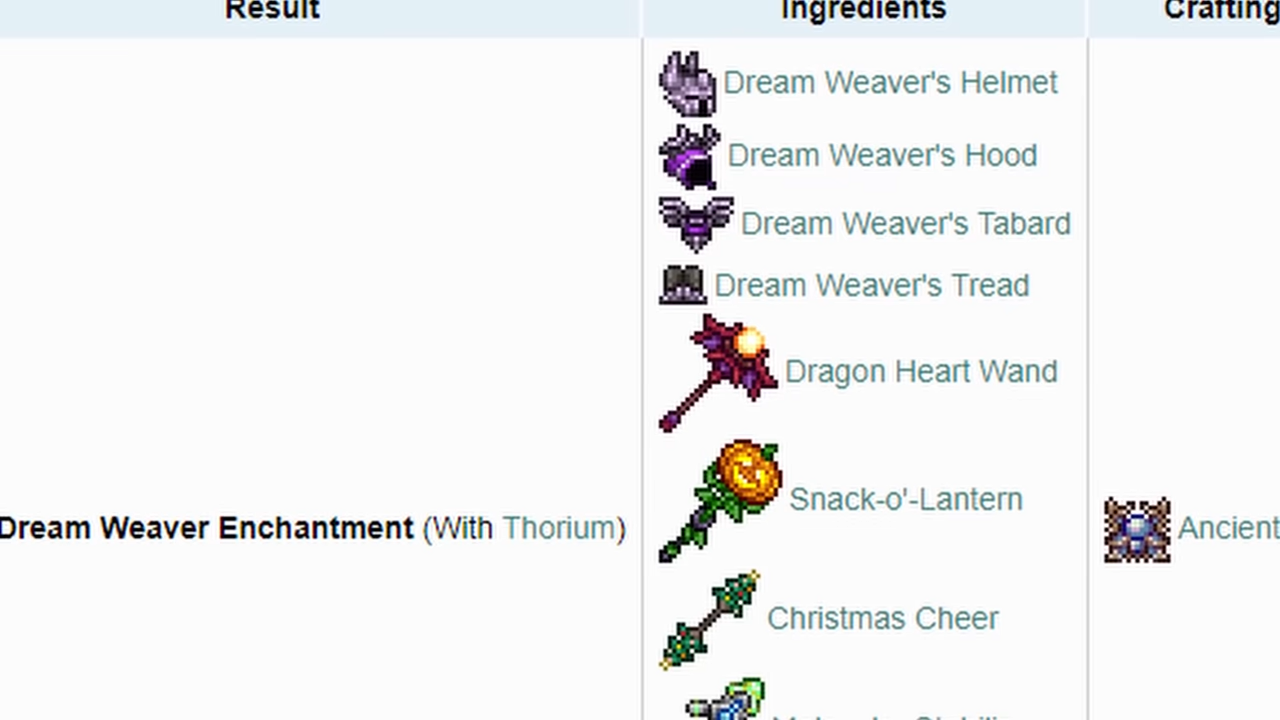 Result Ingredients Crafting
Dream Weaver's Helmet
Dream Weaver's Hood
Dream Weaver's Tabard
Dream Weaver's Tread
Dragon Heart Wand
Snack-o'-Lantern
Dream Weaver Enchantment (With Thorium) Ancient
Christmas Cheer